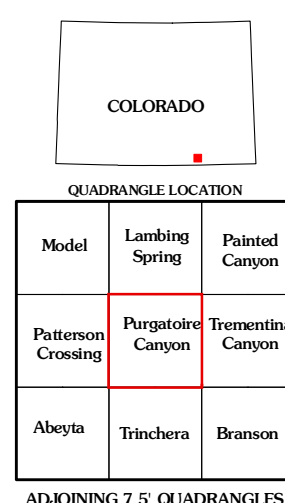 COLORADO
QUADRANGLE LOCATION
Model
Lambing
Spring
Painted
Canyon
Patterson
Crossing
Purgatoire
Canyon
Trementina
Canyon
Abeyta
Trinchera
Branson
ADJOINING 7.5' QUADRANGLES